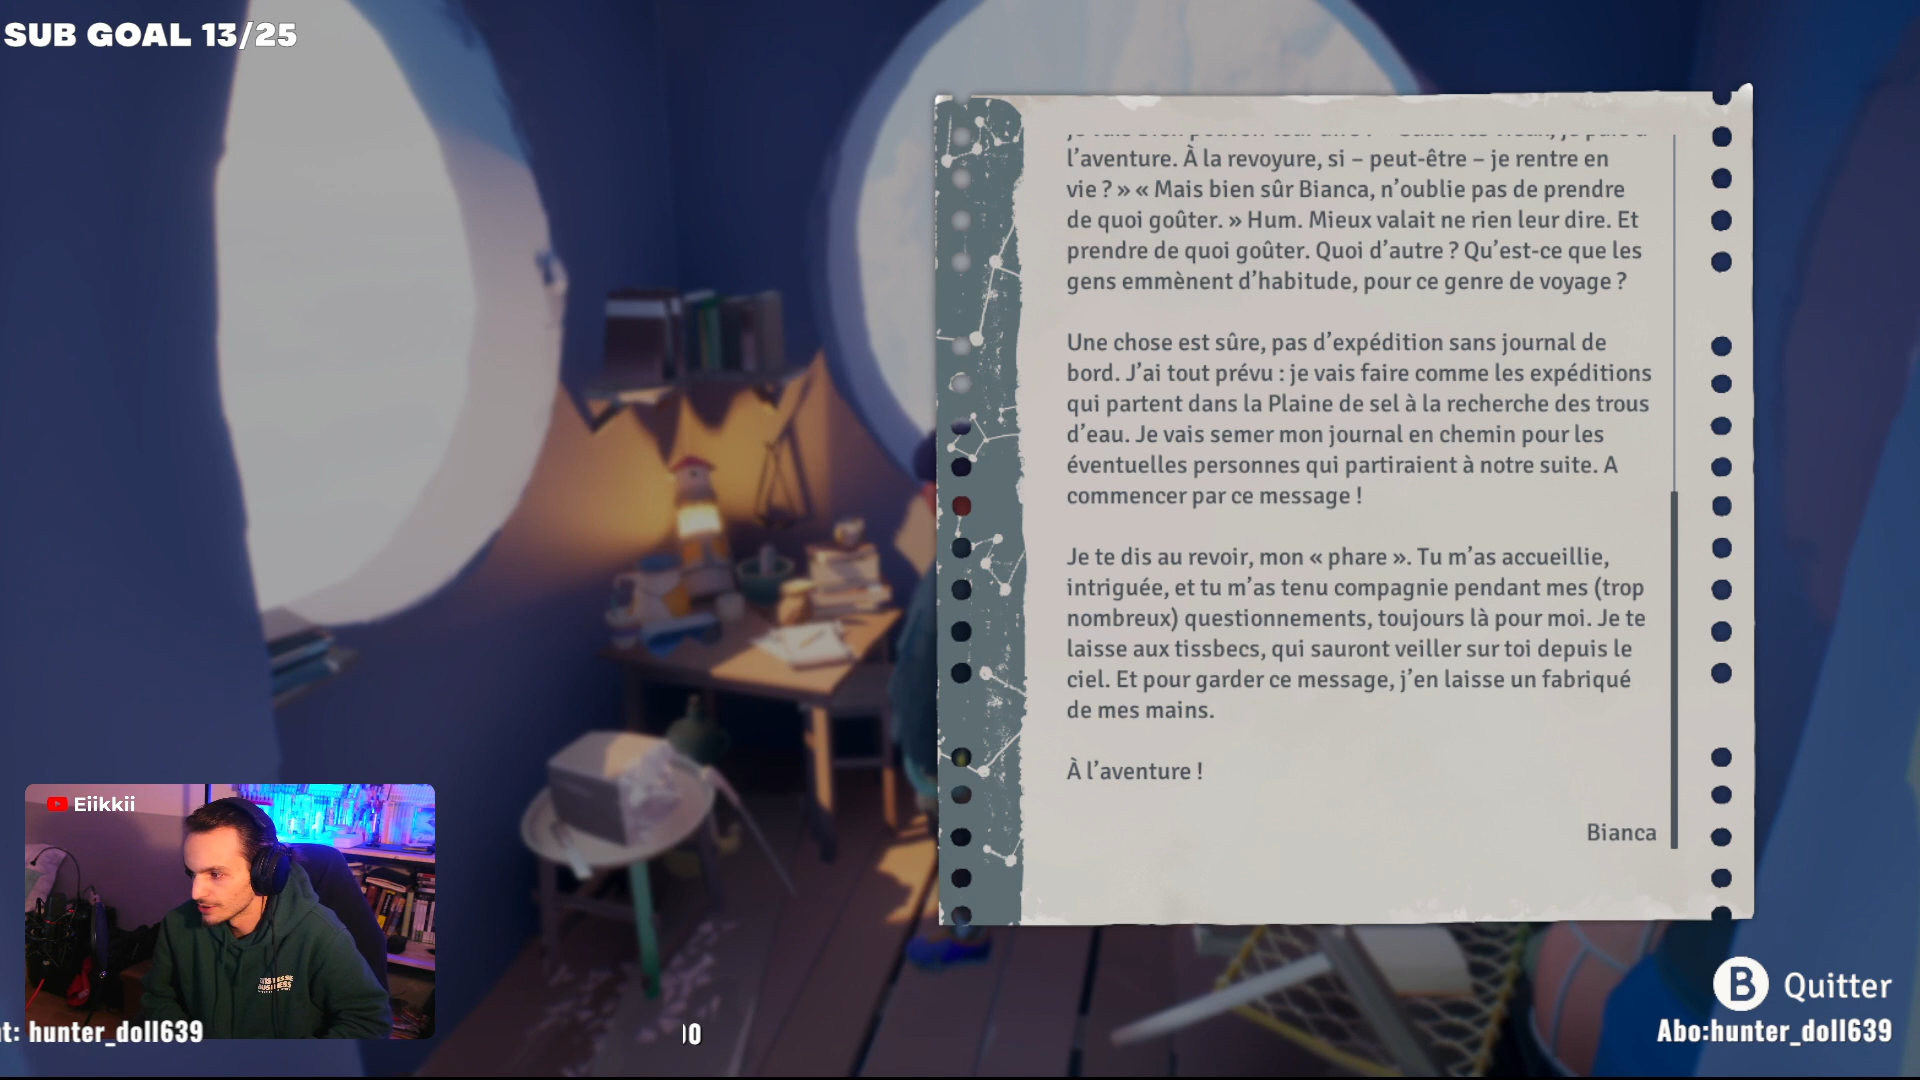 SUB GOAL 13/25
l’aventure. À la revoyure, si – peut-être – je rentre en
vie ? » « Mais bien sûr Bianca, n’oublie pas de prendre
de quoi goûter. » Hum. Mieux valait ne rien leur dire. Et
prendre de quoi goûter. Quoi d’autre ? Qu’est-ce que les
gens emmènent d’habitude, pour ce genre de voyage ?
Une chose est sûre, pas d’expédition sans journal de
bord. J’ai tout prévu : je vais faire comme les expéditions
qui partent dans la Plaine de sel à la recherche des trous
d’eau. Je vais semer mon journal en chemin pour les
éventuelles personnes qui partiraient à notre suite. A
commencer par ce message !
Je te dis au revoir, mon « phare ». Tu m’as accueillie,
intriguée, et tu m’as tenu compagnie pendant mes (trop
nombreux) questionnements, toujours là pour moi. Je te
laisse aux tissbecs, qui sauront veiller sur toi depuis le
ciel. Et pour garder ce message, j’en laisse un fabriqué
de mes mains.
À l’aventure !
Bianca
Eiikkii
t: hunter_doll639
B Quitter
Abo:hunter_doll639